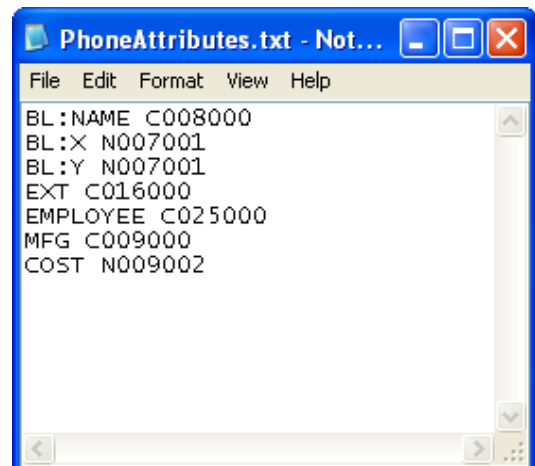 PhoneAttributes.txt - Not...
File Edit Format View Help
BL:NAME C008000
BL:X N007001
BL:Y N007001
EXT C016000
EMPLOYEE C025000
MFG C009000
COST N009002